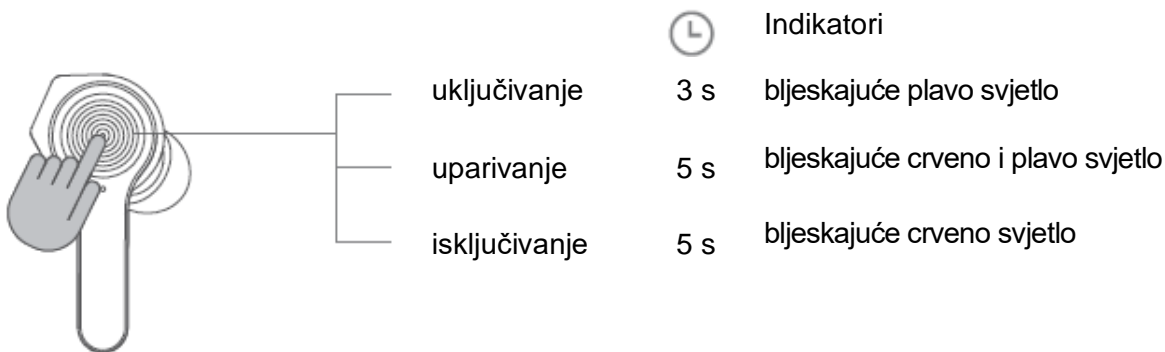 Indikatori
uključivanje 3 s bljeskajuće plavo svjetlo
uparivanje 5 s bljeskajuće crveno i plavo svjetlo
isključivanje 5 s bljeskajuće crveno svjetlo